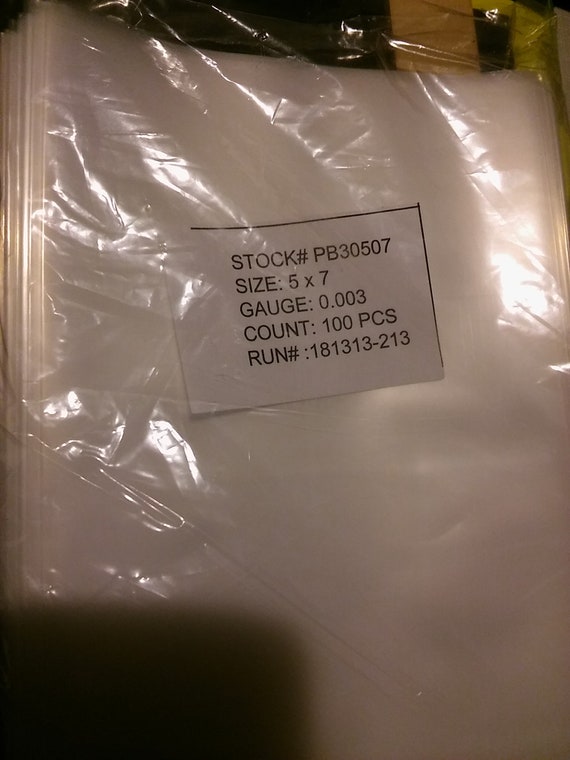 STOCK# PB30507
SIZE: 5 x 7
GAUGE: 0.003
COUNT: 100 PCS
RUN# :181313-213